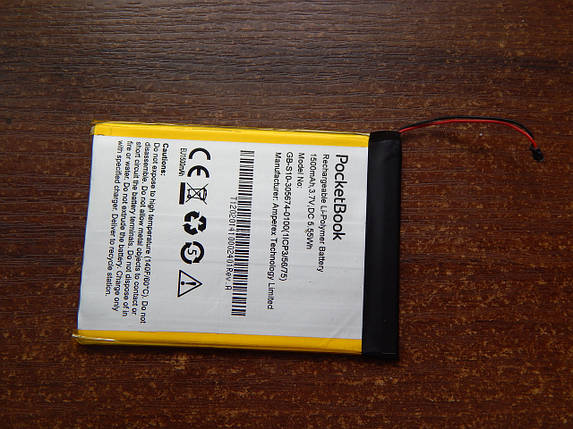 PocketBook
Rechargeable Li-Polymer Battery
1500mAh,3.7V,DC 5.55Wh
Model No:
GB-S10-305674-0100(1ICP3/56/75)
Manufacturer: Amperex Technology Limited
Rev.A
CE
Cautions:
Do not expose to high temperature (140F/60°C). Do not
disassemble. Do not allow metal objects to contact or
short circuit the battery terminals. Do not dispose of in
fire or water. Do not extrude the battery. Charge only
with specified charger. Deliver to recycle station.